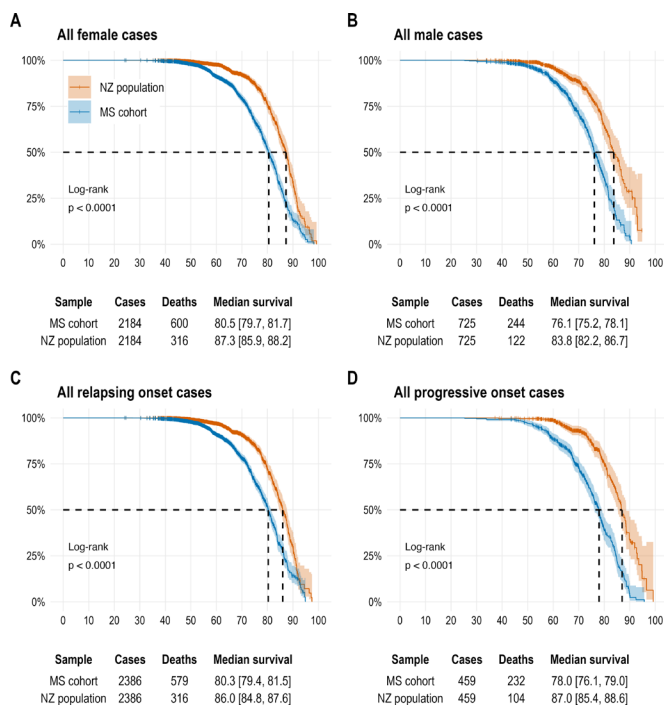 A
All female cases
100%
75%
50%
25%
0%
NZ population
MS cohort
Log-rank
p < 0.0001
0 10 20 30 40 50 60 70 80 90 100
Sample Cases Deaths Median survival
MS cohort 2184 600 80.5 [79.7, 81.7]
NZ population 2184 316 87.3 [85.9, 88.2]
B
All male cases
100%
75%
50%
25%
0%
Log-rank
p < 0.0001
0 10 20 30 40 50 60 70 80 90 100
Sample Cases Deaths Median survival
MS cohort 725 244 76.1 [75.2, 78.1]
NZ population 725 122 83.8 [82.2, 86.7]
C
All relapsing onset cases
100%
75%
50%
25%
0%
Log-rank
p < 0.0001
0 10 20 30 40 50 60 70 80 90 100
Sample Cases Deaths Median survival
MS cohort 2386 579 80.3 [79.4, 81.5]
NZ population 2386 316 86.0 [84.8, 87.6]
D
All progressive onset cases
100%
75%
50%
25%
0%
Log-rank
p < 0.0001
0 10 20 30 40 50 60 70 80 90 100
Sample Cases Deaths Median survival
MS cohort 459 232 78.0 [76.1, 79.0]
NZ population 459 104 87.0 [85.4, 88.6]